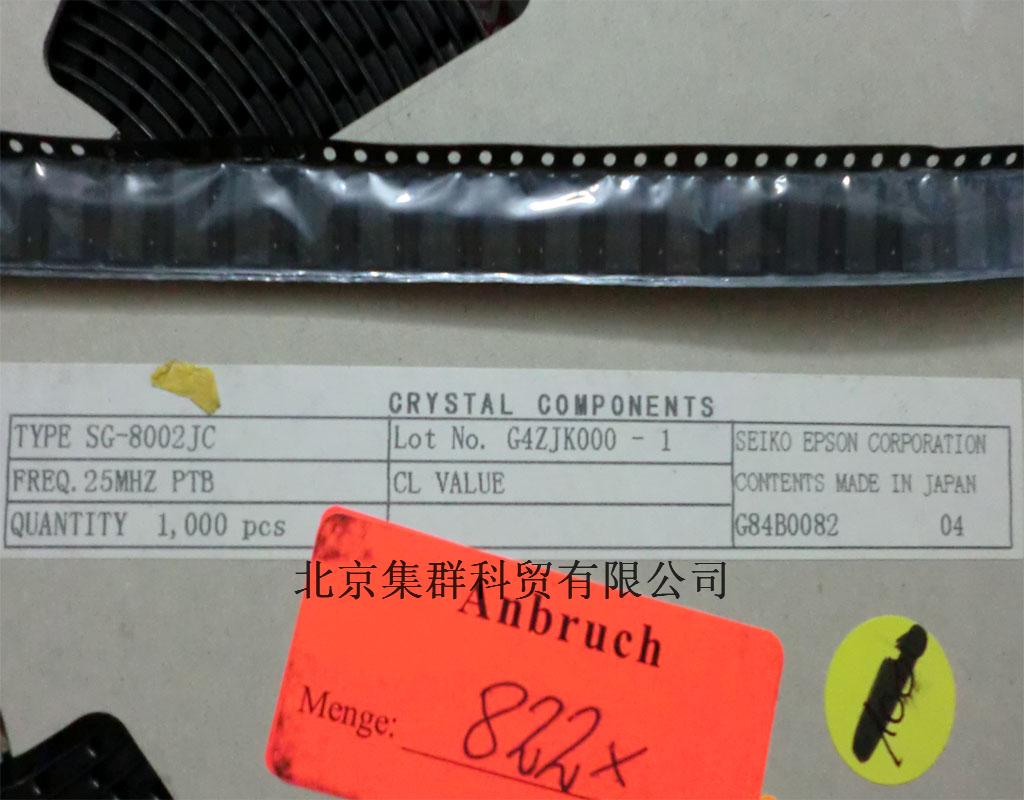 CRYSTAL COMPONENTS
TYPE SG-8002JC
Lot No. G4ZJK000 - 1
SEIKO EPSON CORPORATION
FREQ. 25MHZ PTB
CL VALUE
CONTENTS MADE IN JAPAN
QUANTITY 1,000 pcs
G84B0082 04
北京集群科贸有限公司
Anbruch
Menge: 822x